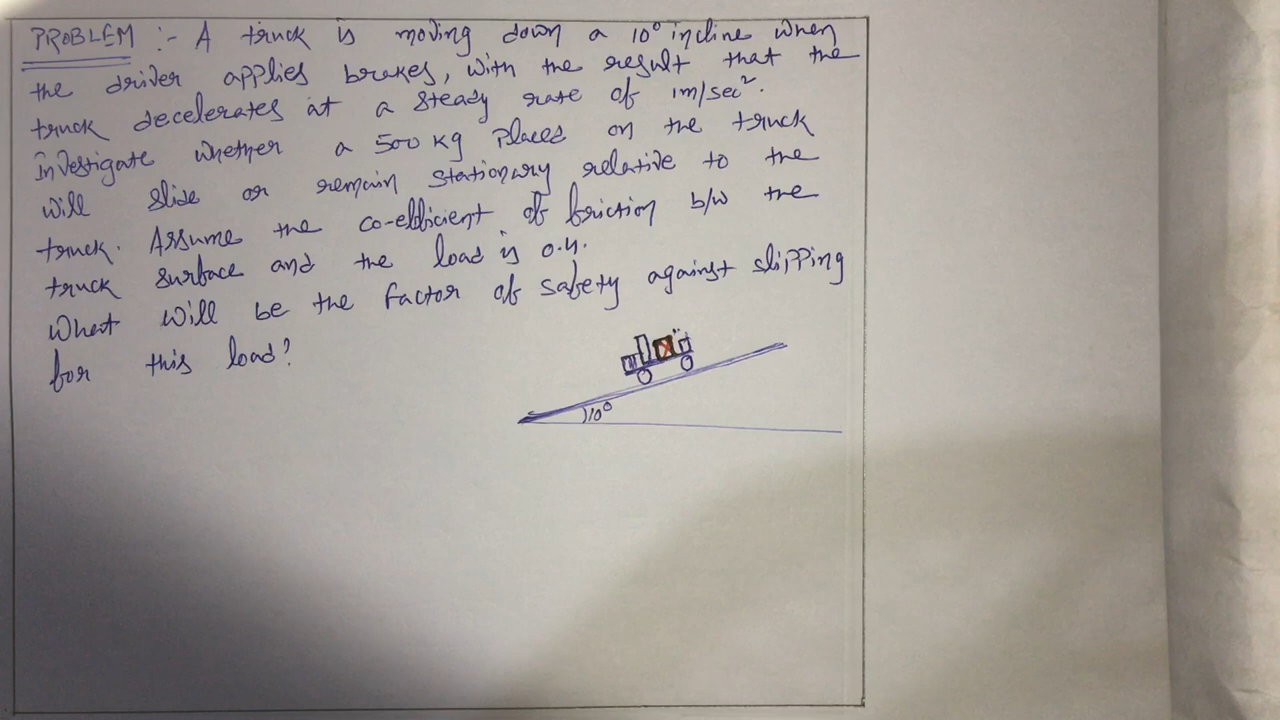 PROBLEM :- A truck is moving down a 10° incline when
the driver applies brakes, with the result that the
truck decelerates at a steady rate of 1m/sec².
investigate whether a 500 kg placed on the truck
will slide or remain stationary relative to the
truck. Assume the co-efficient of friction b/w the
truck surface and the load is 0.4.
What will be the factor of safety against slipping
for this load?
10°